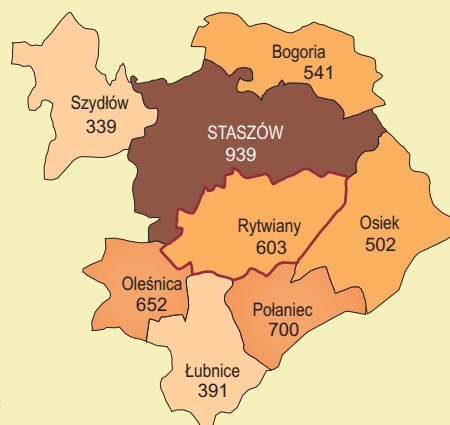 Bogoria
541
Szydłów
339
STASZÓW
939
Rytwiany
603
Osiek
502
Oleśnica
652
Połaniec
700
Łubnice
391